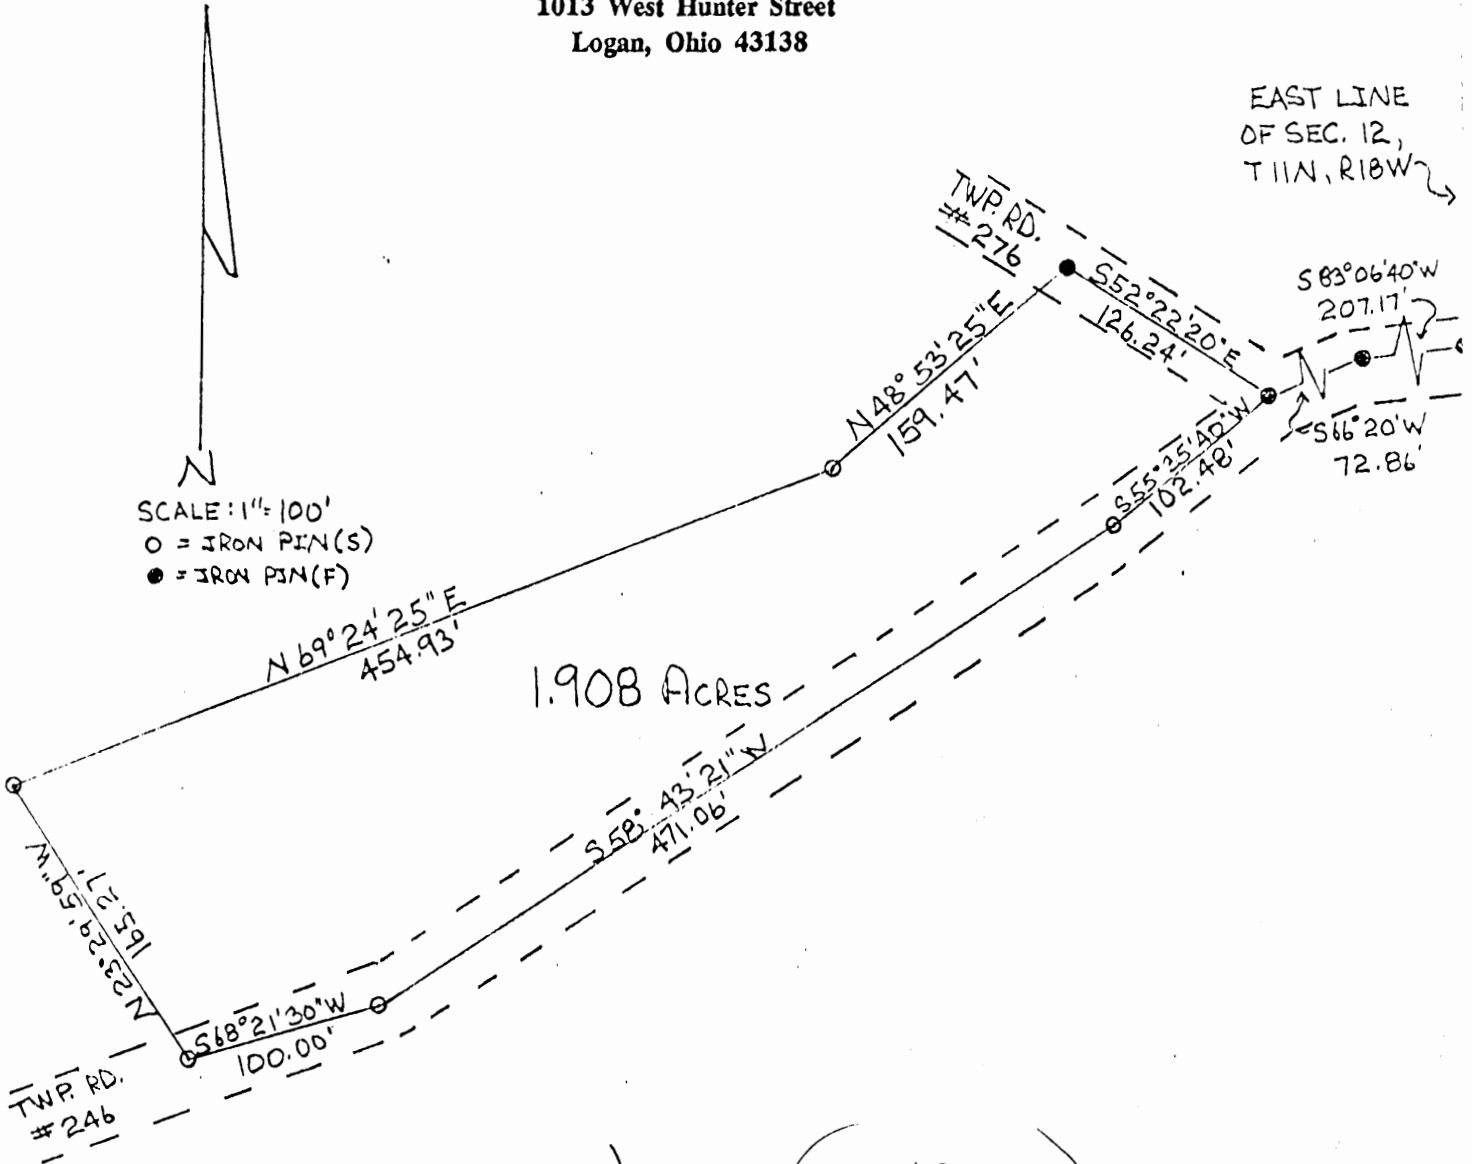 1013 West Hunter Street
Logan, Ohio 43138
EAST LINE
OF SEC. 12,
T11N, R18W
TWP. RD.
#276
S52°22'20"E
126.24'
S83°06'40"W
207.17'
N48°53'25"E
159.47'
S66°20'W
72.86'
S55°25'40"W
102.48'
N
SCALE: 1"=100'
O = IRON PIN(S)
● = IRON PIN(F)
N69°24'25"E
454.93'
1.908 ACRES
S58°43'21"W
471.06'
N23°29'59"W
165.27'
S68°21'30"W
100.00'
TWP. RD.
#246